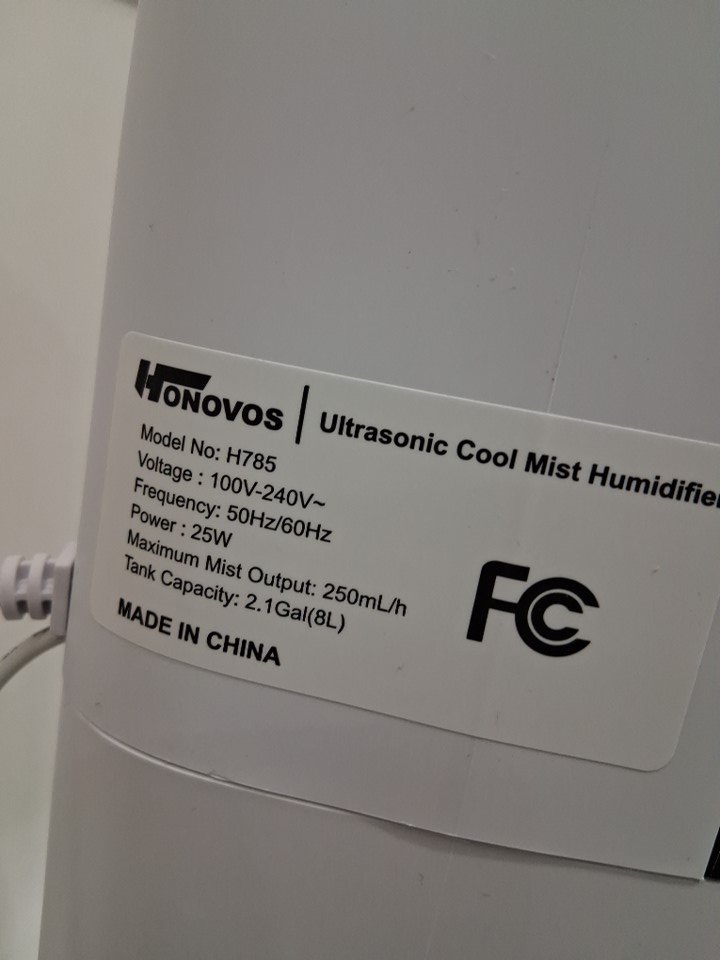 HONOVOS | Ultrasonic Cool Mist Humidifier
Model No: H785
Voltage : 100V-240V~
Frequency: 50Hz/60Hz
Power : 25W
Maximum Mist Output: 250mL/h
Tank Capacity: 2.1Gal(8L)
MADE IN CHINA
FC